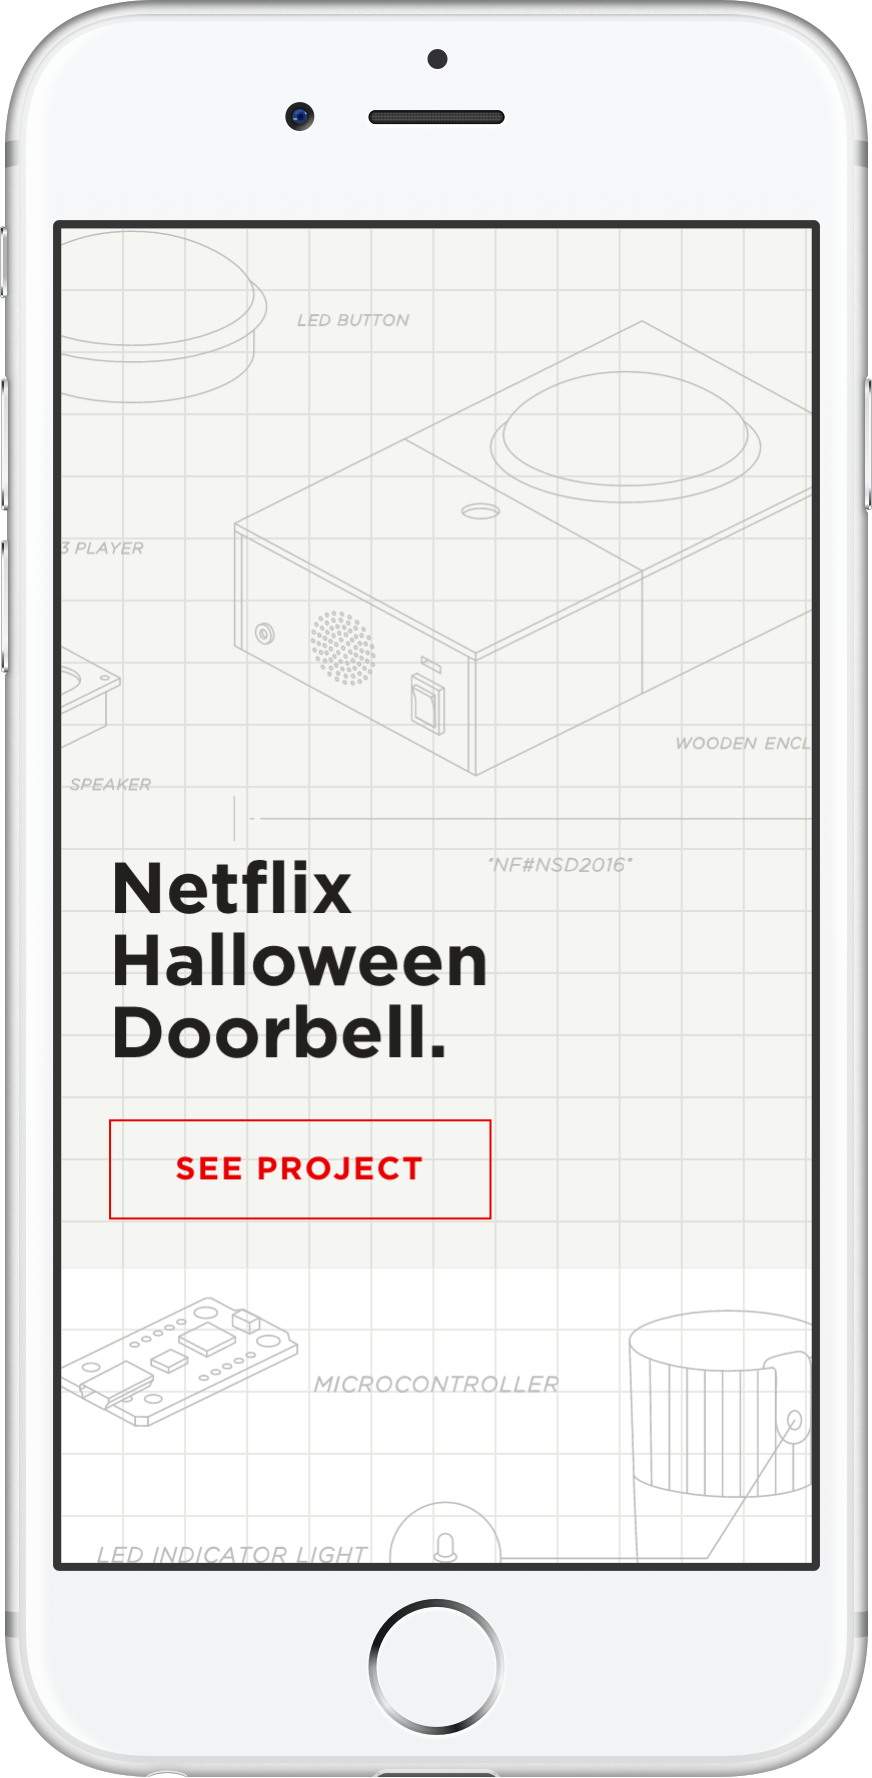 LED BUTTON
3 PLAYER
WOODEN ENCL
SPEAKER
"NF#NSD2016"
Netflix
Halloween
Doorbell.
SEE PROJECT
MICROCONTROLLER
LED INDICATOR LIGHT